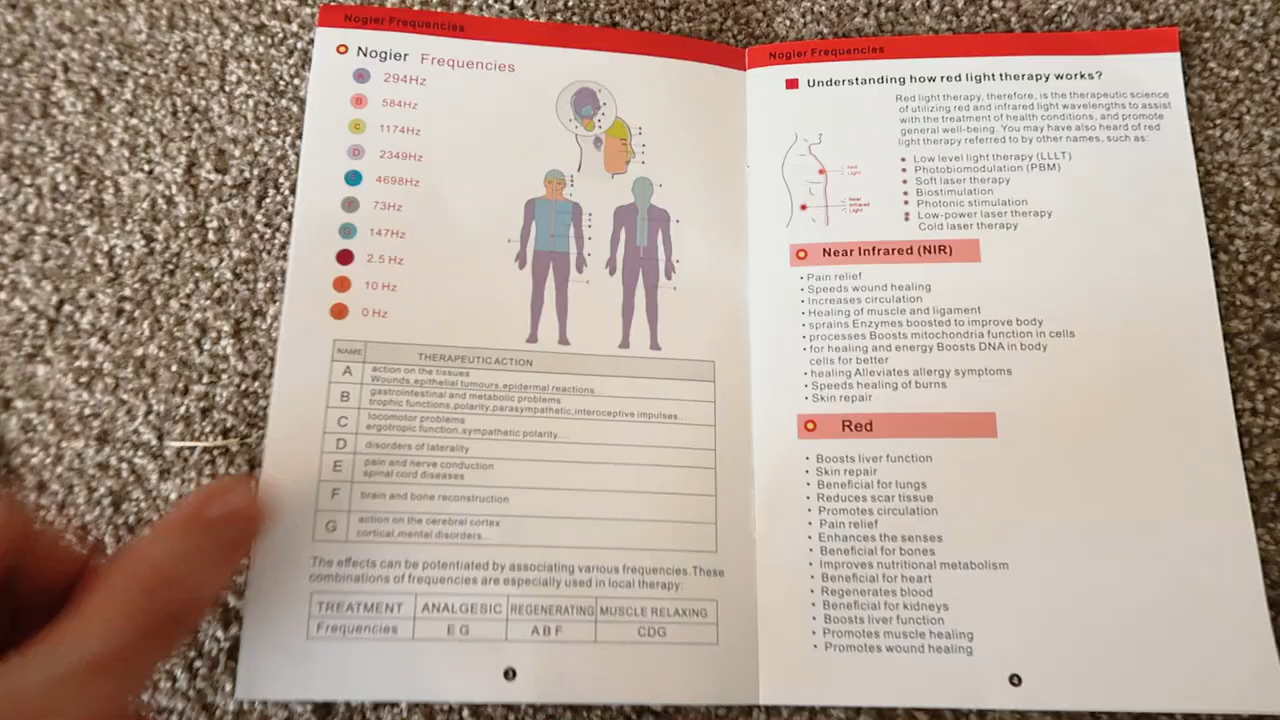 Nogier Frequencies
Nogier Frequencies
A 294Hz
B 584Hz
C 1174Hz
D 2349Hz
E 4698Hz
F 73Hz
G 147Hz
2.5 Hz
10 Hz
0 Hz
NAME THERAPEUTIC ACTION
A action on the tissues
Wounds,epithelial tumours,epidermal reactions...
B gastrointestinal and metabolic problems
trophic functions,polarity,parasympathetic,interoceptive impulses...
C locomotor problems
ergotropic function,sympathetic polarity....
D disorders of laterality
E pain and nerve conduction
spinal cord diseases
F brain and bone reconstruction
G action on the cerebral cortex
cortical,mental disorders...
The effects can be potentiated by associating various frequencies.These
combinations of frequencies are especially used in local therapy:
TREATMENT ANALGESIC REGENERATING MUSCLE RELAXING
Frequencies E G A B F CDG
3
Nogier Frequencies
Understanding how red light therapy works?
Red light therapy, therefore, is the therapeutic science
of utilizing red and infrared light wavelengths to assist
with the treatment of health conditions, and promote
general well-being. You may have also heard of red
light therapy referred to by other names, such as:
Red
Light
Near
Infrared
Light
• Low level light therapy (LLLT)
• Photobiomodulation (PBM)
• Soft laser therapy
• Biostimulation
• Photonic stimulation
• Low-power laser therapy
• Cold laser therapy
Near Infrared (NIR)
• Pain relief
• Speeds wound healing
• Increases circulation
• Healing of muscle and ligament
• sprains Enzymes boosted to improve body
• processes Boosts mitochondria function in cells
• for healing and energy Boosts DNA in body
cells for better
• healing Alleviates allergy symptoms
• Speeds healing of burns
• Skin repair
Red
• Boosts liver function
• Skin repair
• Beneficial for lungs
• Reduces scar tissue
• Promotes circulation
• Pain relief
• Enhances the senses
• Beneficial for bones
• Improves nutritional metabolism
• Beneficial for heart
• Regenerates blood
• Beneficial for kidneys
• Boosts liver function
• Promotes muscle healing
• Promotes wound healing
4